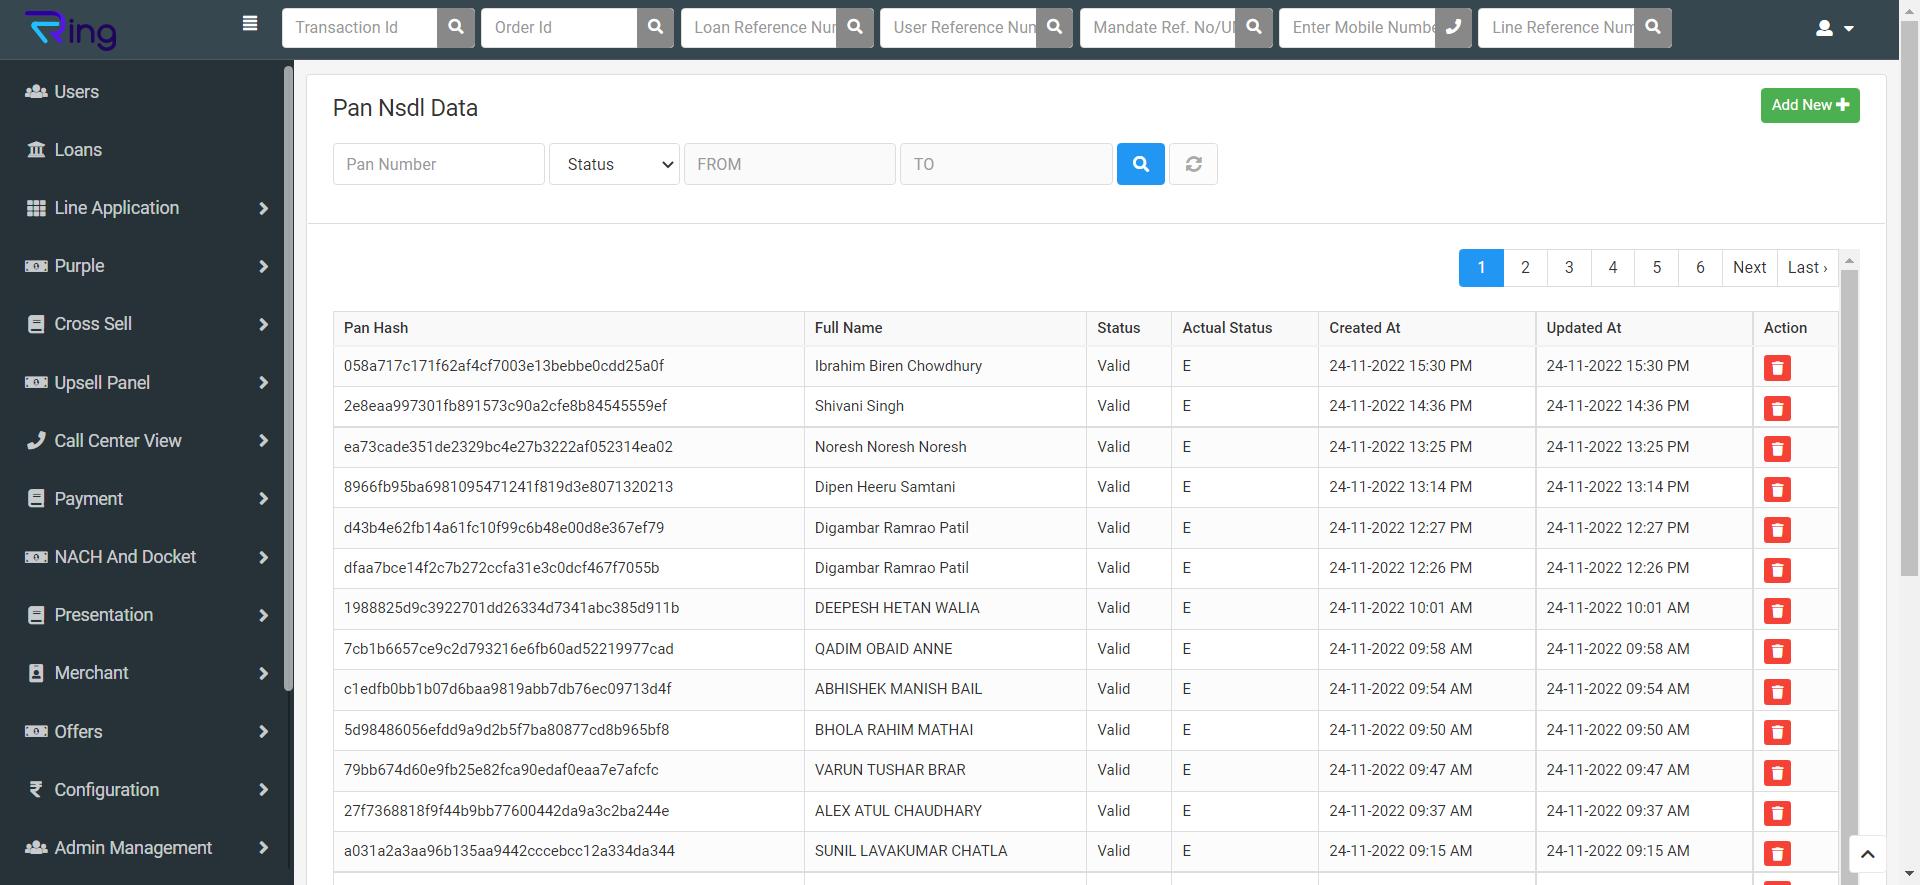 Ring
Transaction Id
Order Id
Loan Reference Nur
User Reference Nun
Mandate Ref. No/UI
Enter Mobile Numbe
Line Reference Num
Users
Loans
Line Application
Purple
Cross Sell
Upsell Panel
Call Center View
Payment
NACH And Docket
Presentation
Merchant
Offers
Configuration
Admin Management
Pan Nsdl Data
Add New
Pan Number
Status
FROM
TO
1 2 3 4 5 6 Next Last ›
Pan Hash Full Name Status Actual Status Created At Updated At Action
058a717c171f62af4cf7003e13bebbe0cdd25a0f Ibrahim Biren Chowdhury Valid E 24-11-2022 15:30 PM 24-11-2022 15:30 PM
2e8eaa997301fb891573c90a2cfe8b84545559ef Shivani Singh Valid E 24-11-2022 14:36 PM 24-11-2022 14:36 PM
ea73cade351de2329bc4e27b3222af052314ea02 Noresh Noresh Noresh Valid E 24-11-2022 13:25 PM 24-11-2022 13:25 PM
8966fb95ba6981095471241f819d3e8071320213 Dipen Heeru Samtani Valid E 24-11-2022 13:14 PM 24-11-2022 13:14 PM
d43b4e62fb14a61fc10f99c6b48e00d8e367ef79 Digambar Ramrao Patil Valid E 24-11-2022 12:27 PM 24-11-2022 12:27 PM
dfaa7bce14f2c7b272ccfa31e3c0dcf467f7055b Digambar Ramrao Patil Valid E 24-11-2022 12:26 PM 24-11-2022 12:26 PM
1988825d9c3922701dd26334d7341abc385d911b DEEPESH HETAN WALIA Valid E 24-11-2022 10:01 AM 24-11-2022 10:01 AM
7cb1b6657ce9c2d793216e6fb60ad52219977cad QADIM OBAID ANNE Valid E 24-11-2022 09:58 AM 24-11-2022 09:58 AM
c1edfb0bb1b07d6baa9819abb7db76ec09713d4f ABHISHEK MANISH BAIL Valid E 24-11-2022 09:54 AM 24-11-2022 09:54 AM
5d98486056efdd9a9d2b5f7ba80877cd8b965bf8 BHOLA RAHIM MATHAI Valid E 24-11-2022 09:50 AM 24-11-2022 09:50 AM
79bb674d60e9fb25e82fca90edaf0eaa7e7afcfc VARUN TUSHAR BRAR Valid E 24-11-2022 09:47 AM 24-11-2022 09:47 AM
27f7368818f9f44b9bb77600442da9a3c2ba244e ALEX ATUL CHAUDHARY Valid E 24-11-2022 09:37 AM 24-11-2022 09:37 AM
a031a2a3aa96b135aa9442cccebcc12a334da344 SUNIL LAVAKUMAR CHATLA Valid E 24-11-2022 09:15 AM 24-11-2022 09:15 AM